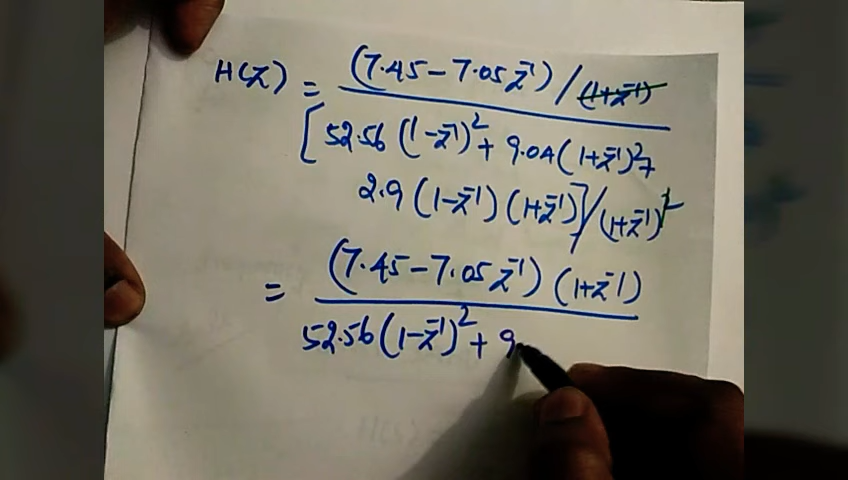 H(z) = (7.45 - 7.05 z⁻¹) / (1+z⁻¹)
[52.56 (1-z⁻¹)² + 9.04 (1+z⁻¹)² +
2.9 (1-z⁻¹) (1+z⁻¹)] / (1+z⁻¹)²
= (7.45 - 7.05 z⁻¹) (1+z⁻¹)
52.56 (1-z⁻¹)² + 9